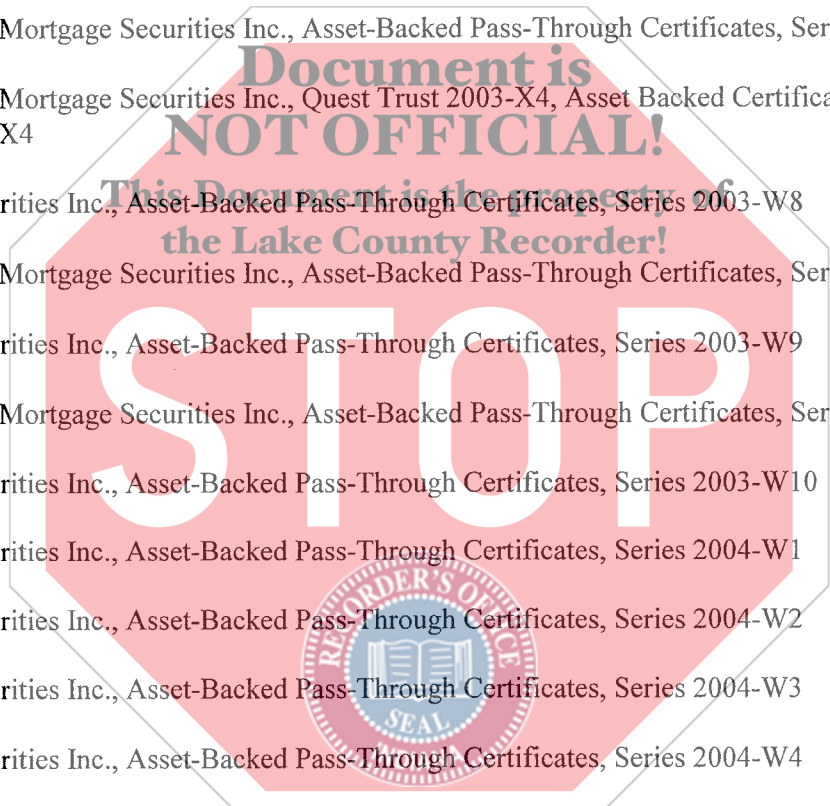 Mortgage Securities Inc., Asset-Backed Pass-Through Certificates, Ser
Document is
Mortgage Securities Inc., Quest Trust 2003-X4, Asset Backed Certifica
X4
NOT OFFICIAL!
This Document is the property of
rities Inc., Asset-Backed Pass-Through Certificates, Series 2003-W8
the Lake County Recorder!
Mortgage Securities Inc., Asset-Backed Pass-Through Certificates, Ser
STOP
rities Inc., Asset-Backed Pass-Through Certificates, Series 2003-W9
Mortgage Securities Inc., Asset-Backed Pass-Through Certificates, Ser
rities Inc., Asset-Backed Pass-Through Certificates, Series 2003-W10
rities Inc., Asset-Backed Pass-Through Certificates, Series 2004-W1
RECORDER'S OFFICE
rities Inc., Asset-Backed Pass-Through Certificates, Series 2004-W2
rities Inc., Asset-Backed Pass-Through Certificates, Series 2004-W3
SEAL
rities Inc., Asset-Backed Pass-Through Certificates, Series 2004-W4